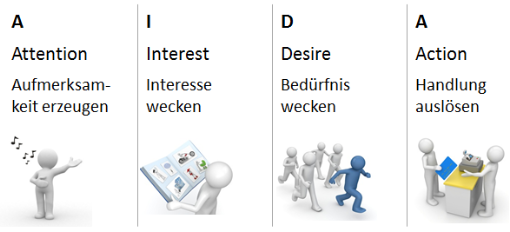 A
Attention
Aufmerksam-
keit erzeugen
I
Interest
Interesse
wecken
D
Desire
Bedürfnis
wecken
A
Action
Handlung
auslösen